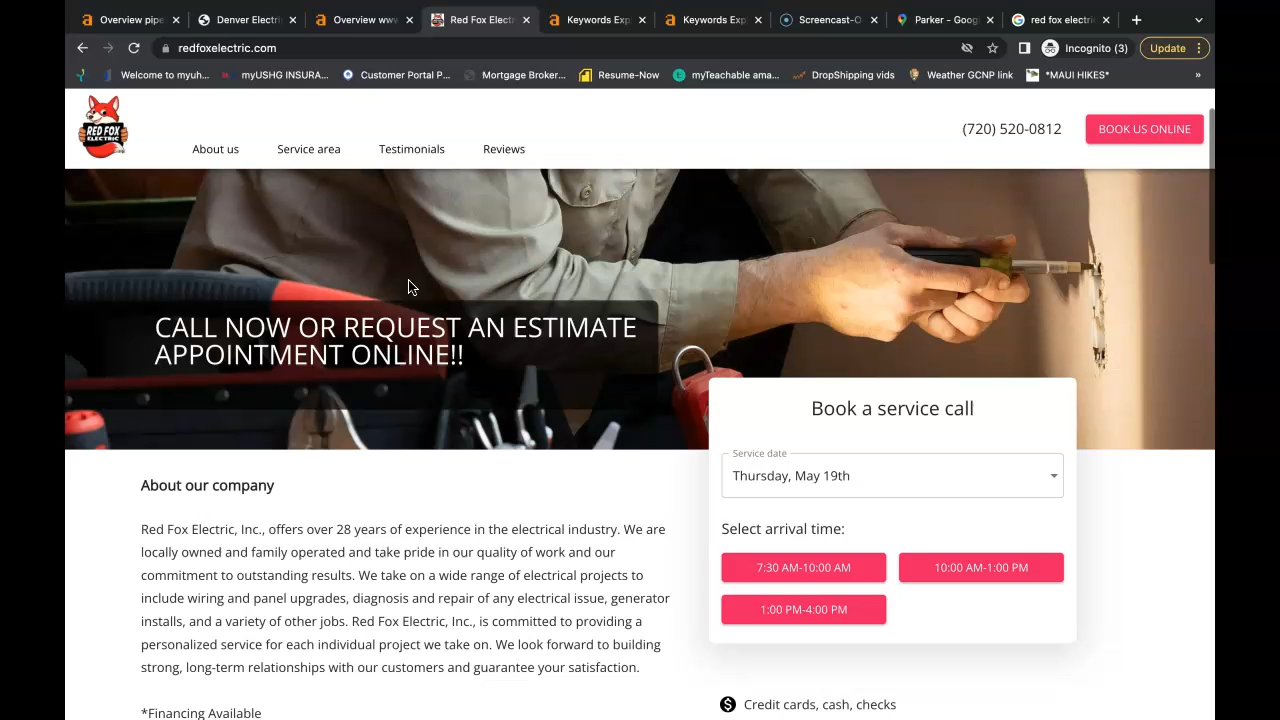 Overview pipe
Denver Electri
Overview www
Red Fox Electr
Keywords Exp
Keywords Exp
Screencast-O
Parker - Goog
red fox electric
redfoxelectric.com
Incognito (3)
Update
Welcome to myuh...
myUSHG INSURA...
Customer Portal P...
Mortgage Broker...
Resume-Now
myTeachable ama...
DropShipping vids
Weather GCNP link
*MAUI HIKES*
»
RED FOX
ELECTRIC
About us
Service area
Testimonials
Reviews
(720) 520-0812
BOOK US ONLINE
CALL NOW OR REQUEST AN ESTIMATE
APPOINTMENT ONLINE!!
Book a service call
Service date
Thursday, May 19th
Select arrival time:
7:30 AM-10:00 AM
10:00 AM-1:00 PM
1:00 PM-4:00 PM
About our company
Red Fox Electric, Inc., offers over 28 years of experience in the electrical industry. We are
locally owned and family operated and take pride in our quality of work and our
commitment to outstanding results. We take on a wide range of electrical projects to
include wiring and panel upgrades, diagnosis and repair of any electrical issue, generator
installs, and a variety of other jobs. Red Fox Electric, Inc., is committed to providing a
personalized service for each individual project we take on. We look forward to building
strong, long-term relationships with our customers and guarantee your satisfaction.
*Financing Available
Credit cards, cash, checks